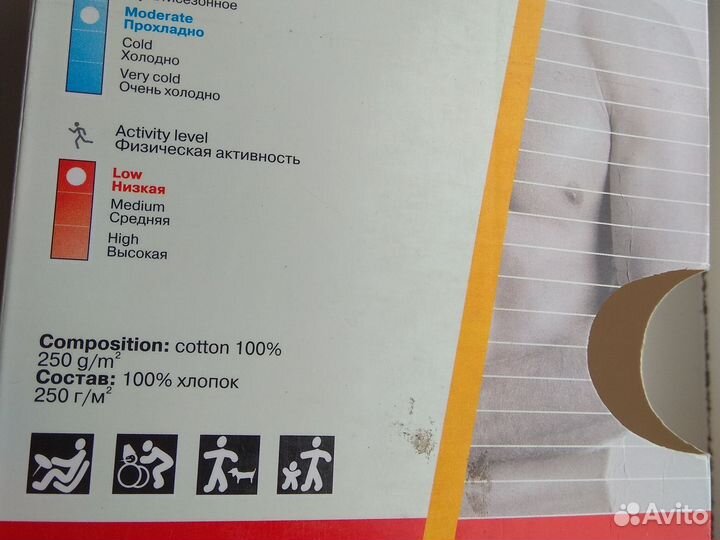 Moderate
Прохладно
Cold
Холодно
Very cold
Очень холодно
Activity level
Физическая активность
Low
Низкая
Medium
Средняя
High
Высокая
Composition: cotton 100%
250 g/m²
Состав: 100% хлопок
250 г/м²
Avito